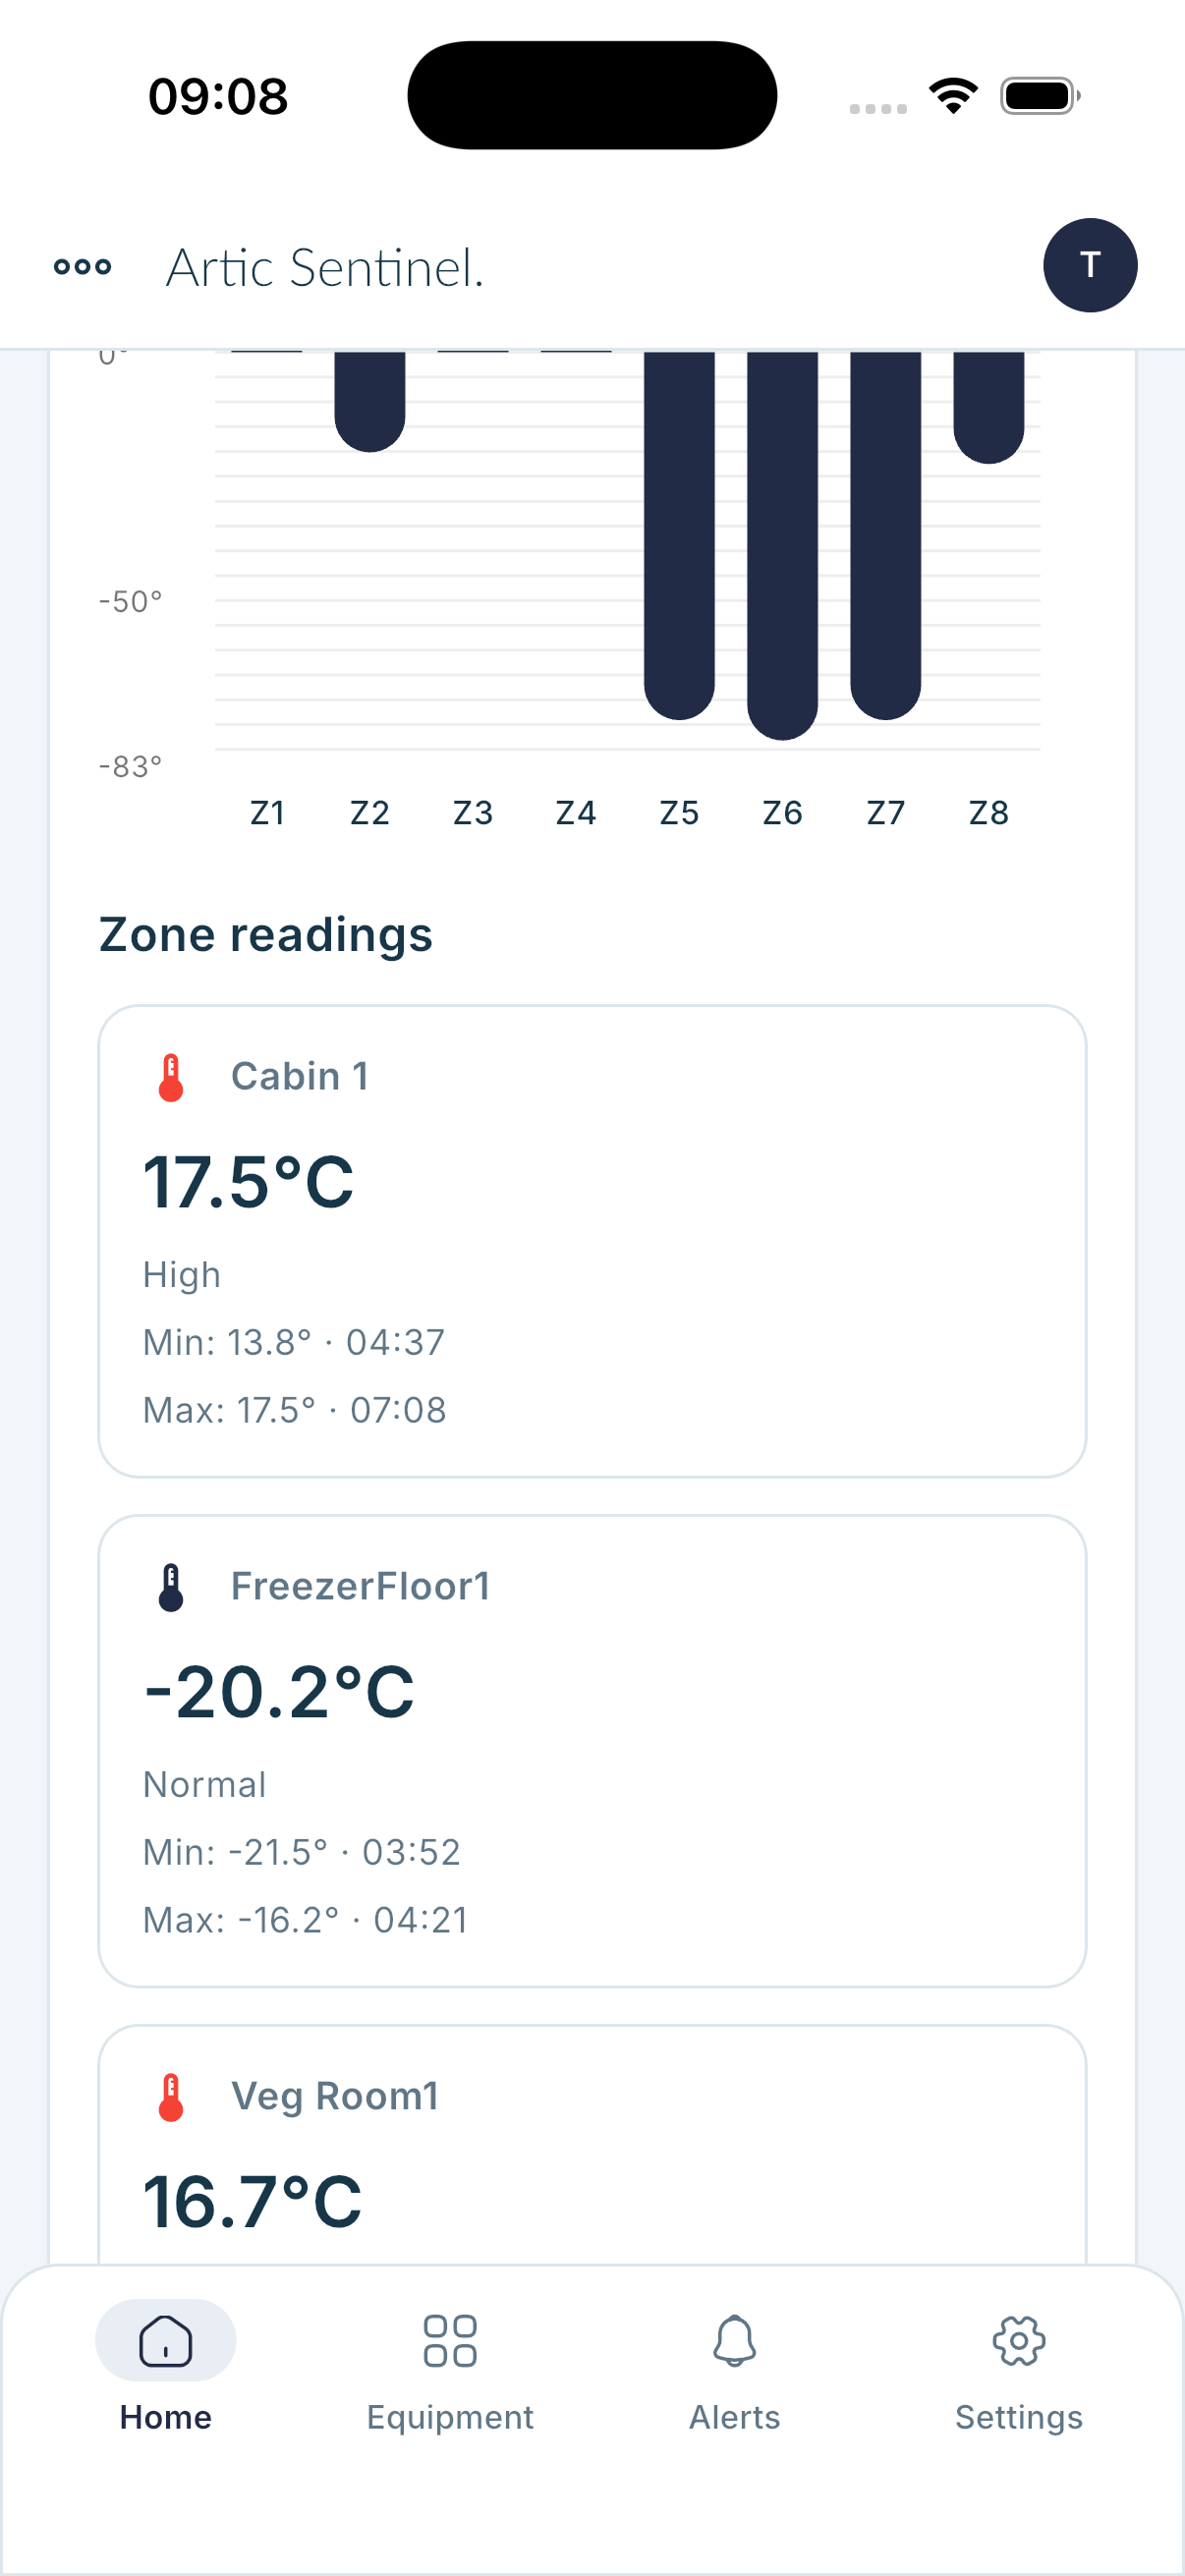 09:08
Artic Sentinel.
T
0°
-50°
-83°
Z1 Z2 Z3 Z4 Z5 Z6 Z7 Z8
Zone readings
Cabin 1
17.5°C
High
Min: 13.8° · 04:37
Max: 17.5° · 07:08
FreezerFloor1
-20.2°C
Normal
Min: -21.5° · 03:52
Max: -16.2° · 04:21
Veg Room1
16.7°C
Home Equipment Alerts Settings